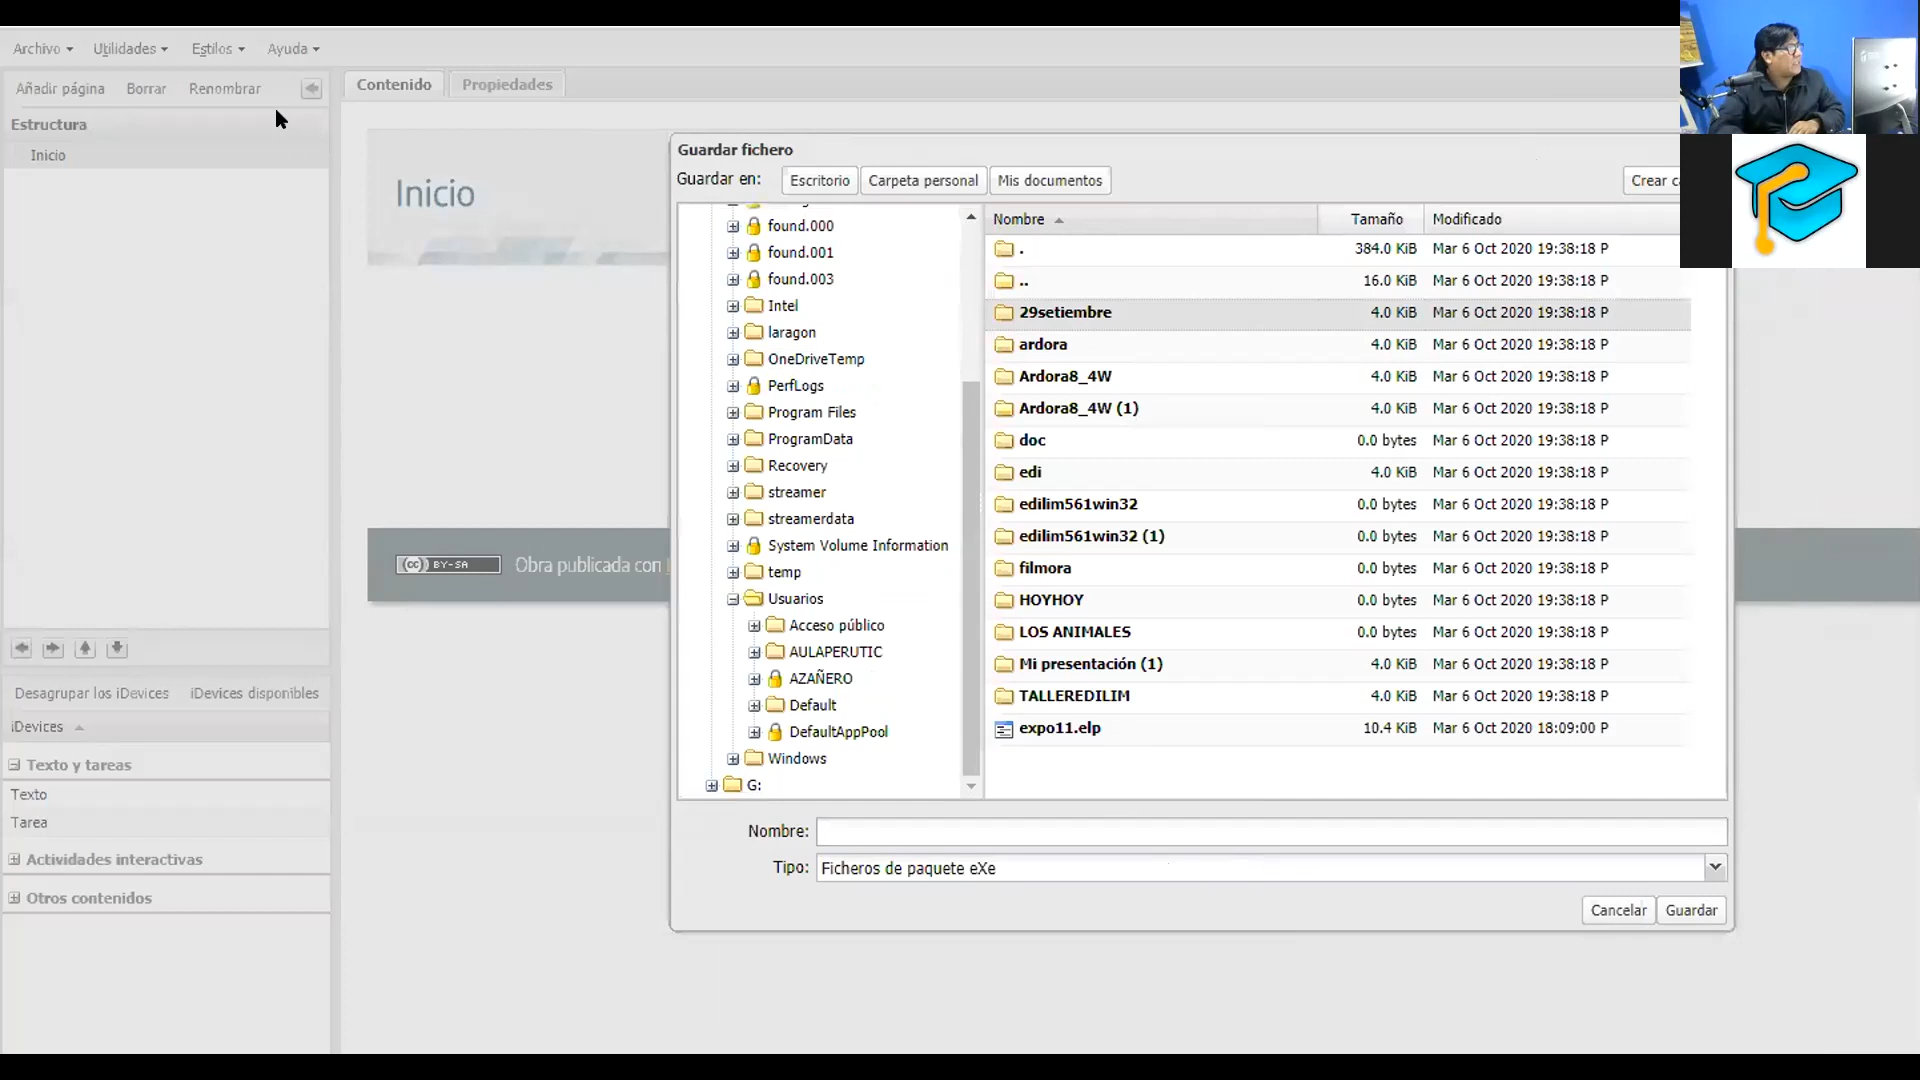 Archivo Utilidades Estilos Ayuda
Añadir página Borrar Renombrar
Estructura
Inicio
Contenido Propiedades
Inicio
BY-SA Obra publicada con
Desagrupar los iDevices iDevices disponibles
iDevices
Texto y tareas
Texto
Tarea
Actividades interactivas
Otros contenidos
Guardar fichero
Guardar en: Escritorio Carpeta personal Mis documentos Crear c
found.000
found.001
found.003
Intel
laragon
OneDriveTemp
PerfLogs
Program Files
ProgramData
Recovery
streamer
streamerdata
System Volume Information
temp
Usuarios
Acceso público
AULAPERUTIC
AZAÑERO
Default
DefaultAppPool
Windows
G:
Nombre Tamaño Modificado
. 384.0 KiB Mar 6 Oct 2020 19:38:18 P
.. 16.0 KiB Mar 6 Oct 2020 19:38:18 P
29setiembre 4.0 KiB Mar 6 Oct 2020 19:38:18 P
ardora 4.0 KiB Mar 6 Oct 2020 19:38:18 P
Ardora8_4W 4.0 KiB Mar 6 Oct 2020 19:38:18 P
Ardora8_4W (1) 4.0 KiB Mar 6 Oct 2020 19:38:18 P
doc 0.0 bytes Mar 6 Oct 2020 19:38:18 P
edi 4.0 KiB Mar 6 Oct 2020 19:38:18 P
edilim561win32 0.0 bytes Mar 6 Oct 2020 19:38:18 P
edilim561win32 (1) 0.0 bytes Mar 6 Oct 2020 19:38:18 P
filmora 0.0 bytes Mar 6 Oct 2020 19:38:18 P
HOYHOY 0.0 bytes Mar 6 Oct 2020 19:38:18 P
LOS ANIMALES 0.0 bytes Mar 6 Oct 2020 19:38:18 P
Mi presentación (1) 4.0 KiB Mar 6 Oct 2020 19:38:18 P
TALLEREDILIM 4.0 KiB Mar 6 Oct 2020 19:38:18 P
expo11.elp 10.4 KiB Mar 6 Oct 2020 18:09:00 P
Nombre:
Tipo: Ficheros de paquete eXe
Cancelar Guardar